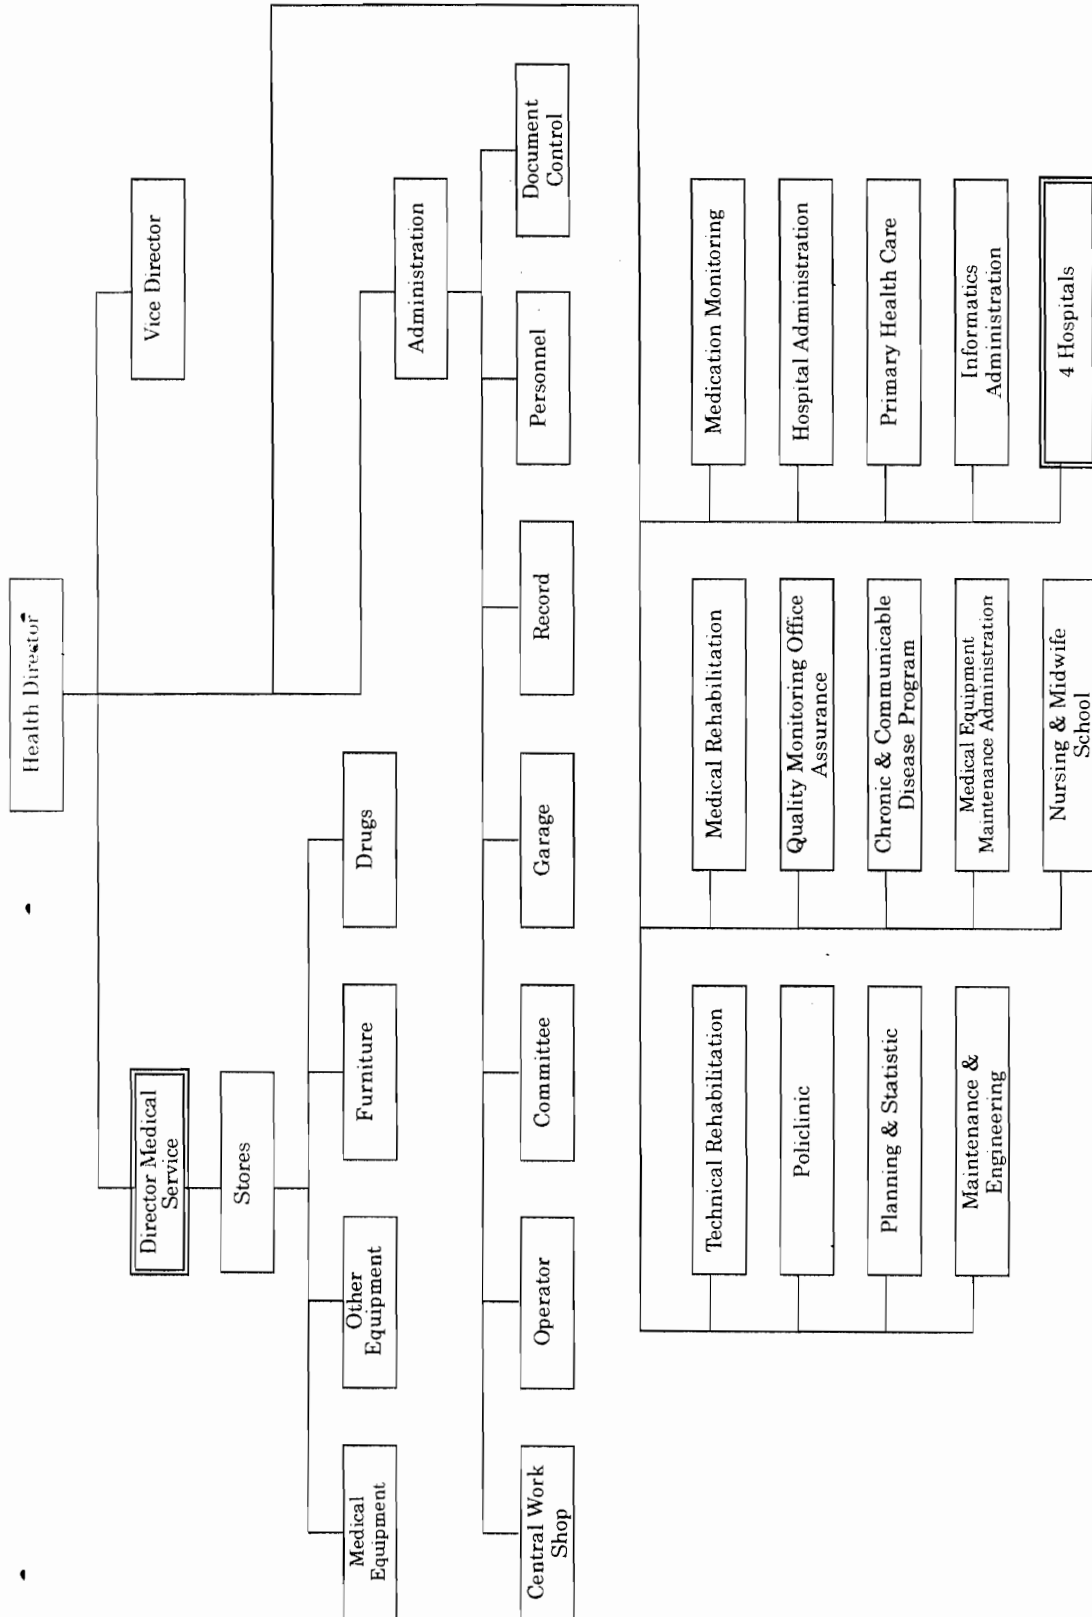 Health Director
Director Medical
Service
Vice Director
Stores
Medical
Equipment
Other
Equipment
Furniture
Drugs
Administration
Central Work
Shop
Operator
Committee
Garage
Record
Personnel
Document
Control
Technical Rehabilitation
Policlinic
Planning & Statistic
Maintenance &
Engineering
Medical Rehabilitation
Quality Monitoring Office
Assurance
Chronic & Communicable
Disease Program
Medical Equipment
Maintenance Administration
Nursing & Midwife
School
Medication Monitoring
Hospital Administration
Primary Health Care
Informatics
Administration
4 Hospitals